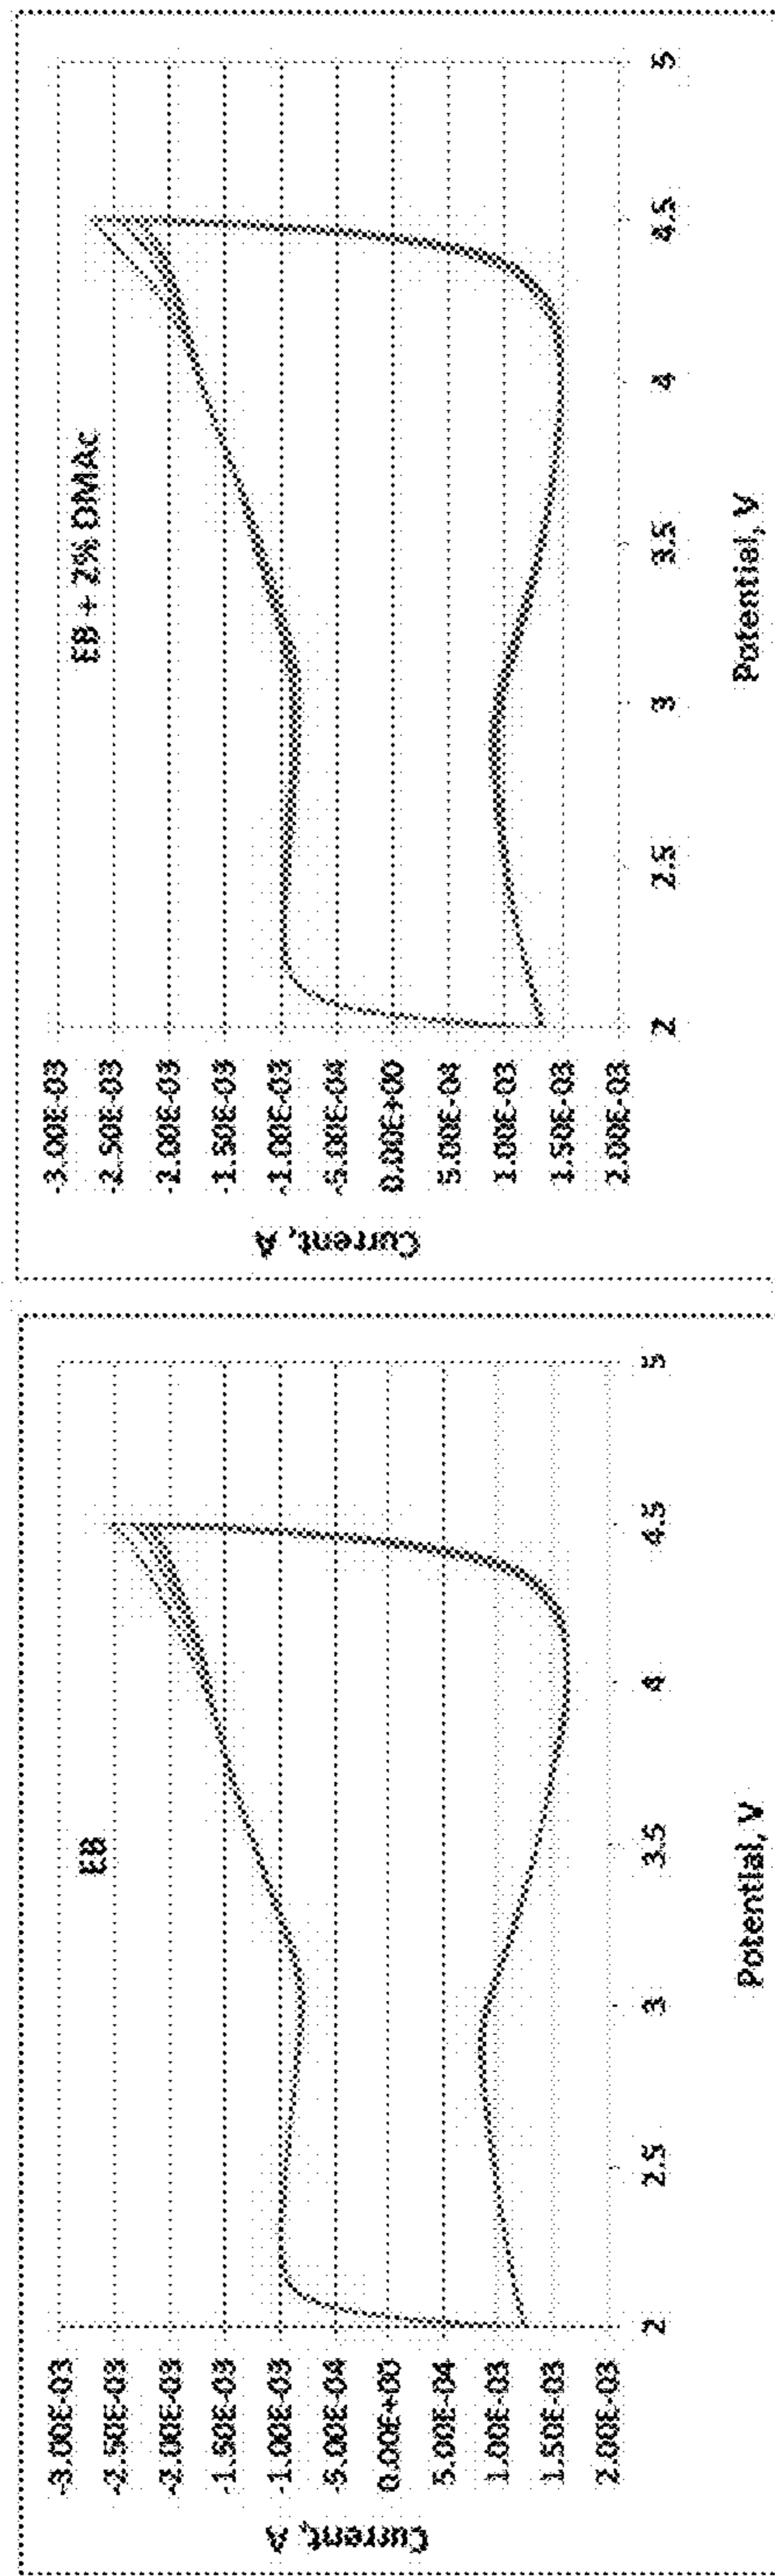 EB
Current, A
-3.00E-03
-2.50E-03
-2.00E-03
-1.50E-03
-1.00E-03
-5.00E-04
0.00E+00
5.00E-04
1.00E-03
1.50E-03
2.00E-03
2 2.5 3 3.5 4 4.5 5
Potential, V
EB + 2% DMAc
Current, A
-3.00E-03
-2.50E-03
-2.00E-03
-1.50E-03
-1.00E-03
-5.00E-04
0.00E+00
5.00E-04
1.00E-03
1.50E-03
2.00E-03
2 2.5 3 3.5 4 4.5 5
Potential, V